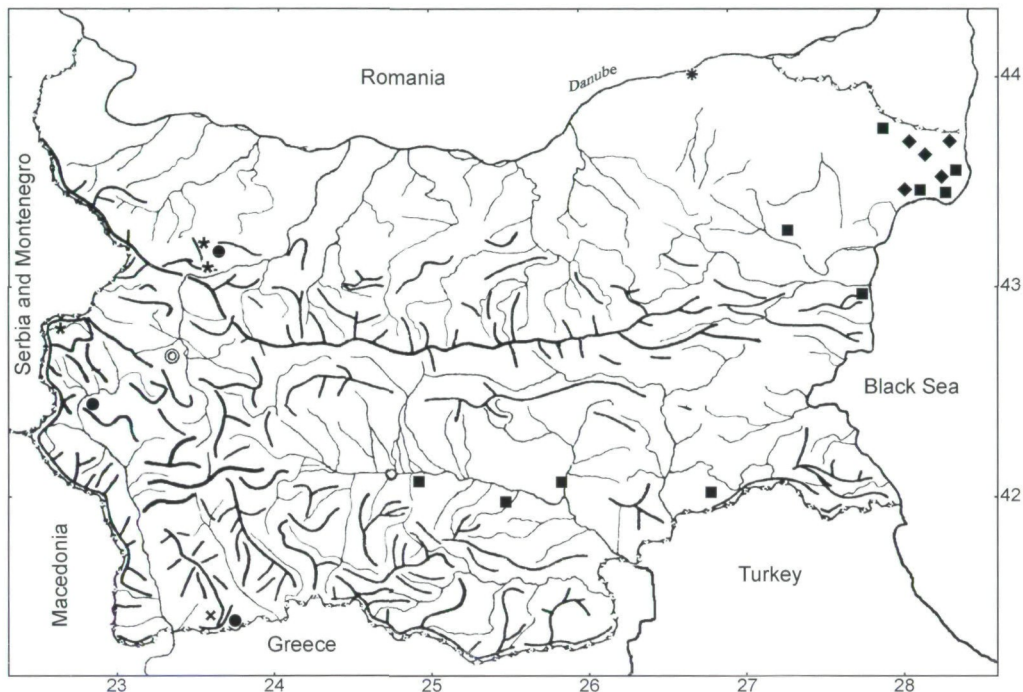 Romania
Danube
44
Serbia and Montenegro
43
Black Sea
42
Macedonia
Turkey
Greece
23 24 25 26 27 28